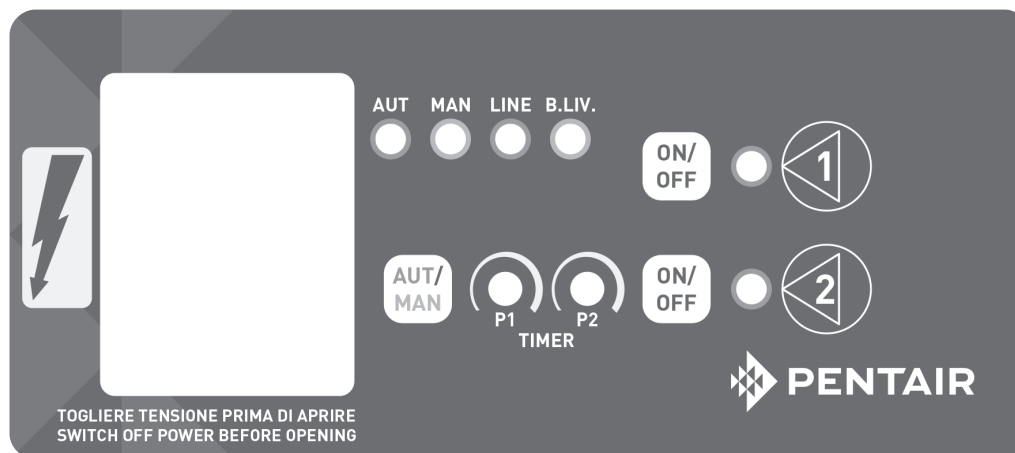 AUT MAN LINE B.LIV.
ON/
OFF
1
AUT/
MAN
P1 P2
TIMER
ON/
OFF
2
PENTAIR
TOGLIERE TENSIONE PRIMA DI APRIRE
SWITCH OFF POWER BEFORE OPENING